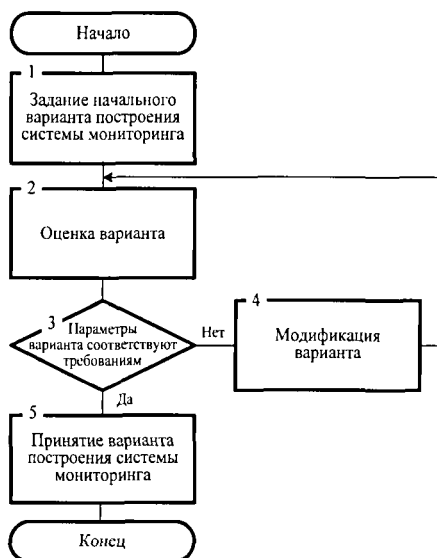 Начало
1
Задание начального
варианта построения
системы мониторинга
2
Оценка варианта
3
Параметры
варианта соответствуют
требованиям
Нет
4
Модификация
варианта
Да
5
Принятие варианта
построения системы
мониторинга
Конец